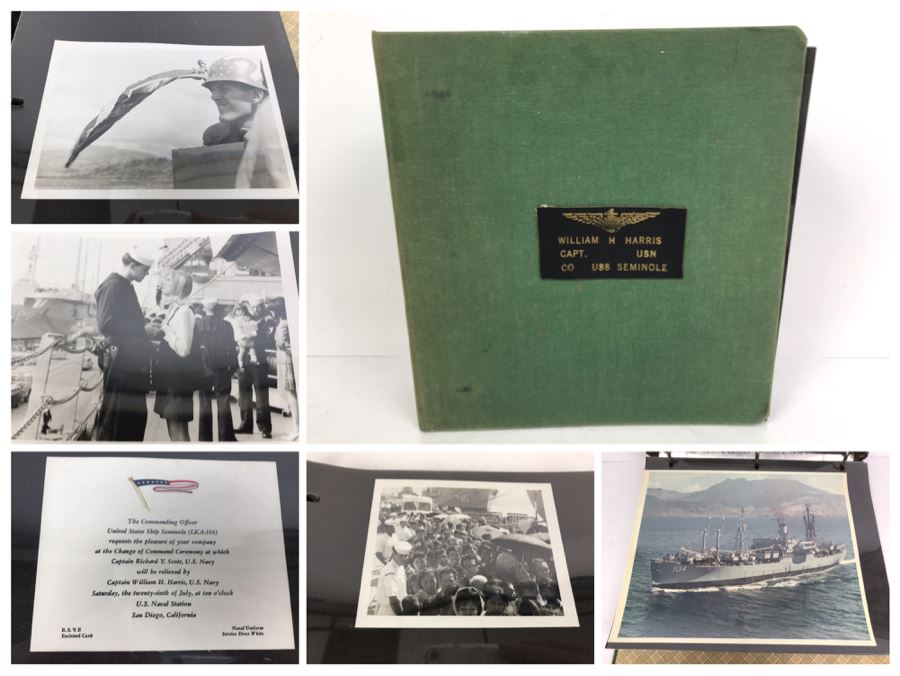 WILLIAM H HARRIS
CAPT. USN
CO USS SEMINOLE
The Commanding Officer
United States Ship Seminole (LKA-104)
requests the pleasure of your company
at the Change of Command Ceremony at which
Captain Richard Y. Scott, U.S. Navy
will be relieved by
Captain William H. Harris, U.S. Navy
Saturday, the twenty-sixth of July, at ten o'clock
U.S. Naval Station
San Diego, California
R.S.V.P.
Enclosed Card
Naval Uniform
Service Dress White
104